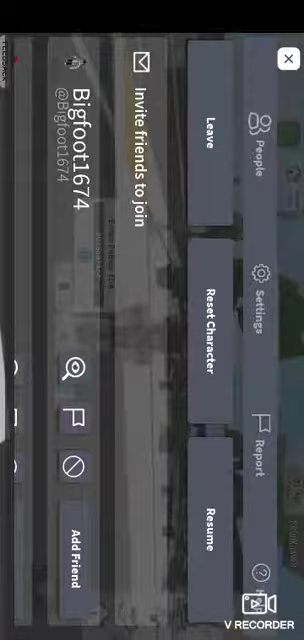 People
Settings
Report
Leave
Reset Character
Resume
Invite friends to join
Bigfoot1674
@Bigfoot1674
Add Friend
V RECORDER